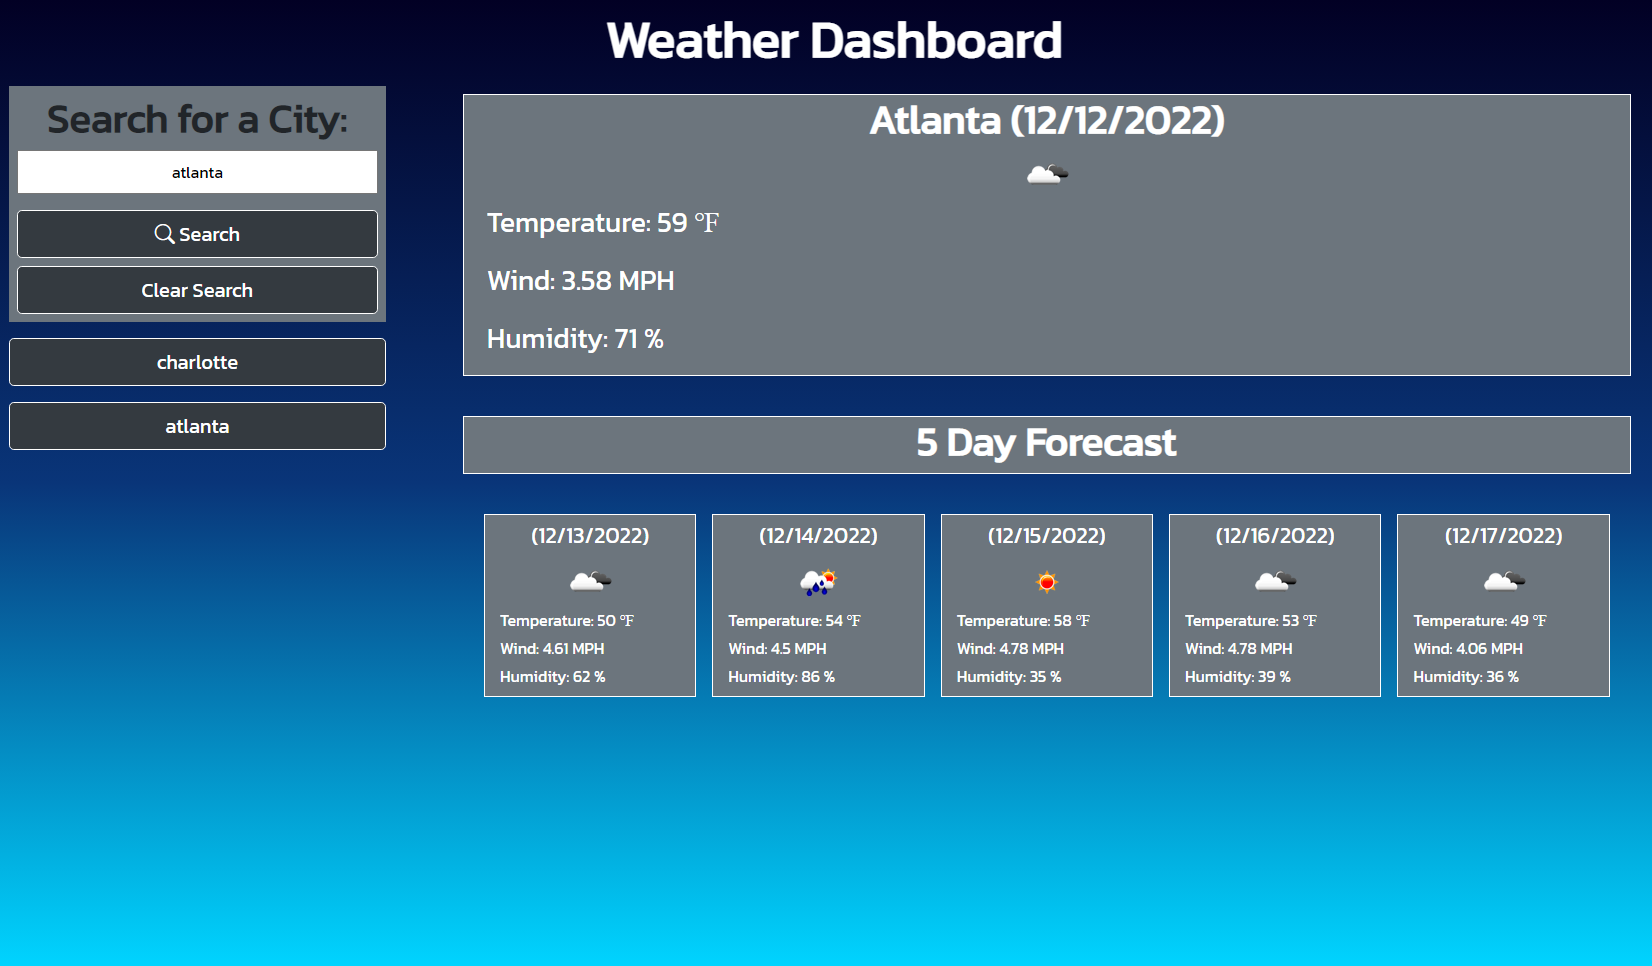 Weather Dashboard
Search for a City:
atlanta
Search
Clear Search
charlotte
atlanta
Atlanta (12/12/2022)
Temperature: 59 ℉
Wind: 3.58 MPH
Humidity: 71 %
5 Day Forecast
(12/13/2022)
Temperature: 50 ℉
Wind: 4.61 MPH
Humidity: 62 %
(12/14/2022)
Temperature: 54 ℉
Wind: 4.5 MPH
Humidity: 86 %
(12/15/2022)
Temperature: 58 ℉
Wind: 4.78 MPH
Humidity: 35 %
(12/16/2022)
Temperature: 53 ℉
Wind: 4.78 MPH
Humidity: 39 %
(12/17/2022)
Temperature: 49 ℉
Wind: 4.06 MPH
Humidity: 36 %